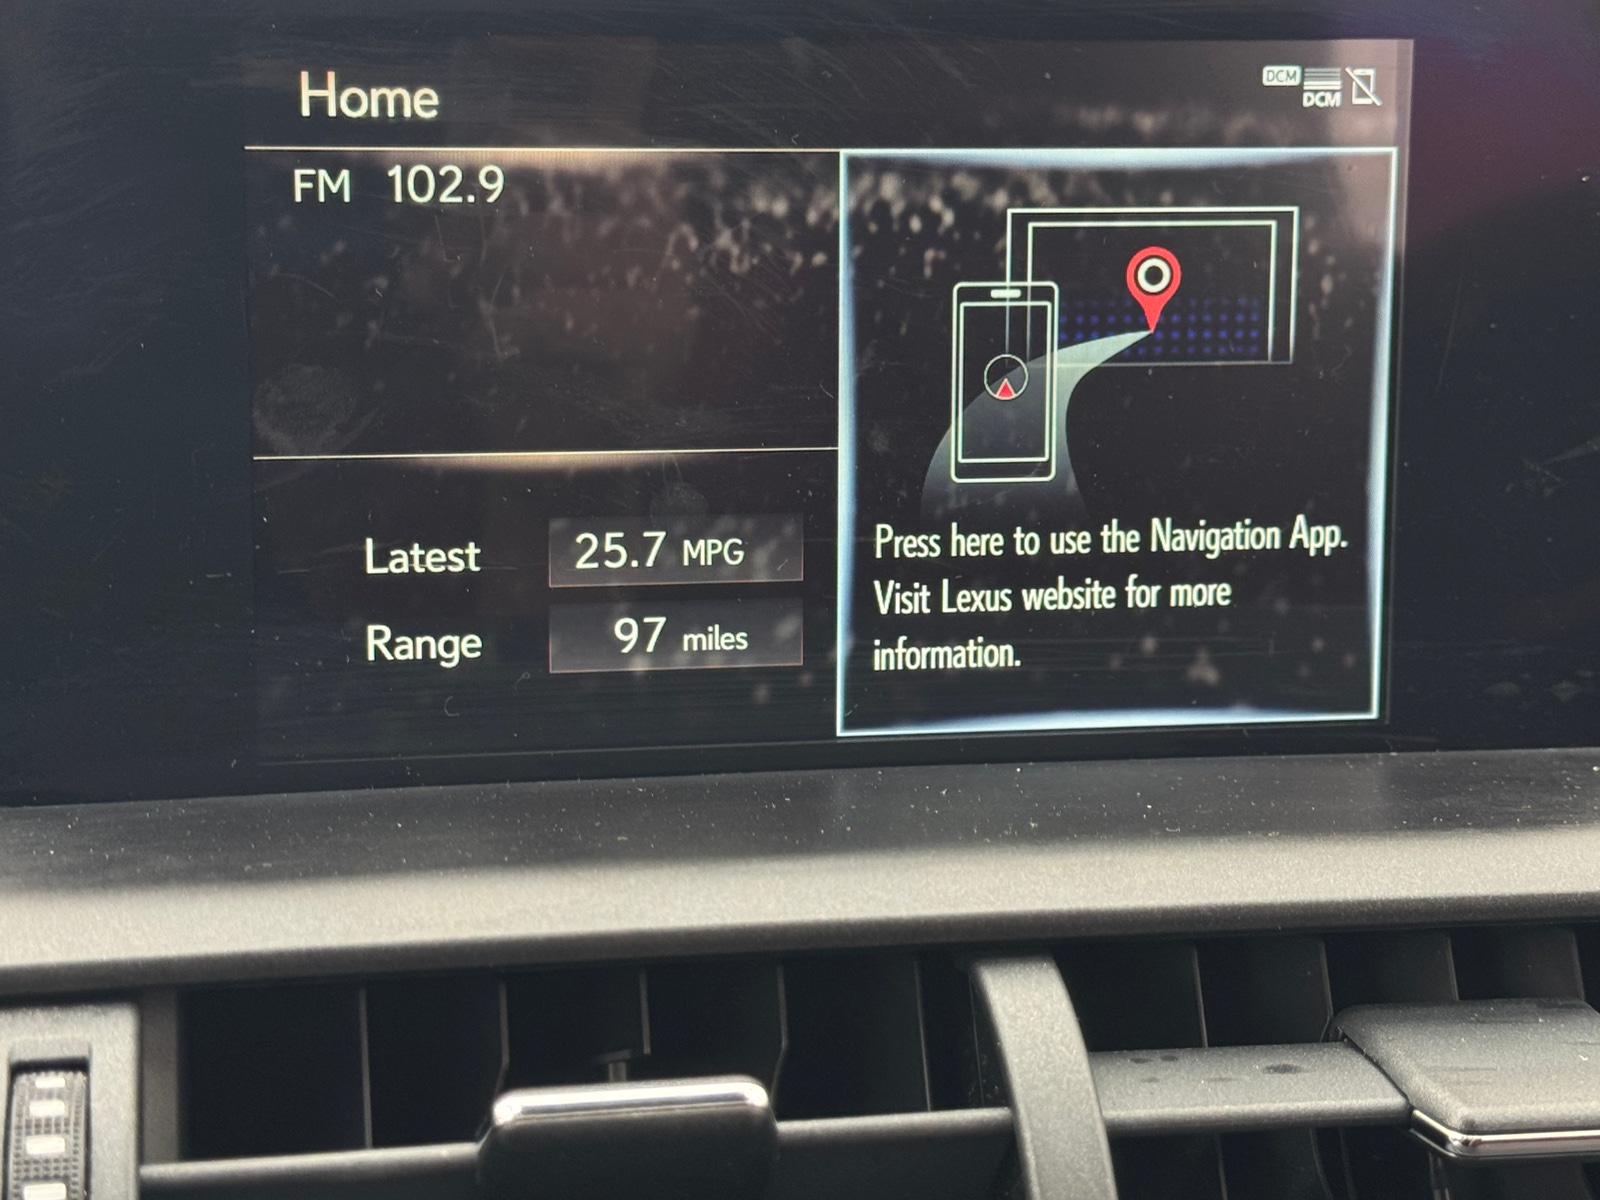 Home
DCM
DCM
FM 102.9
Latest 25.7 MPG
Range 97 miles
Press here to use the Navigation App.
Visit Lexus website for more
information.